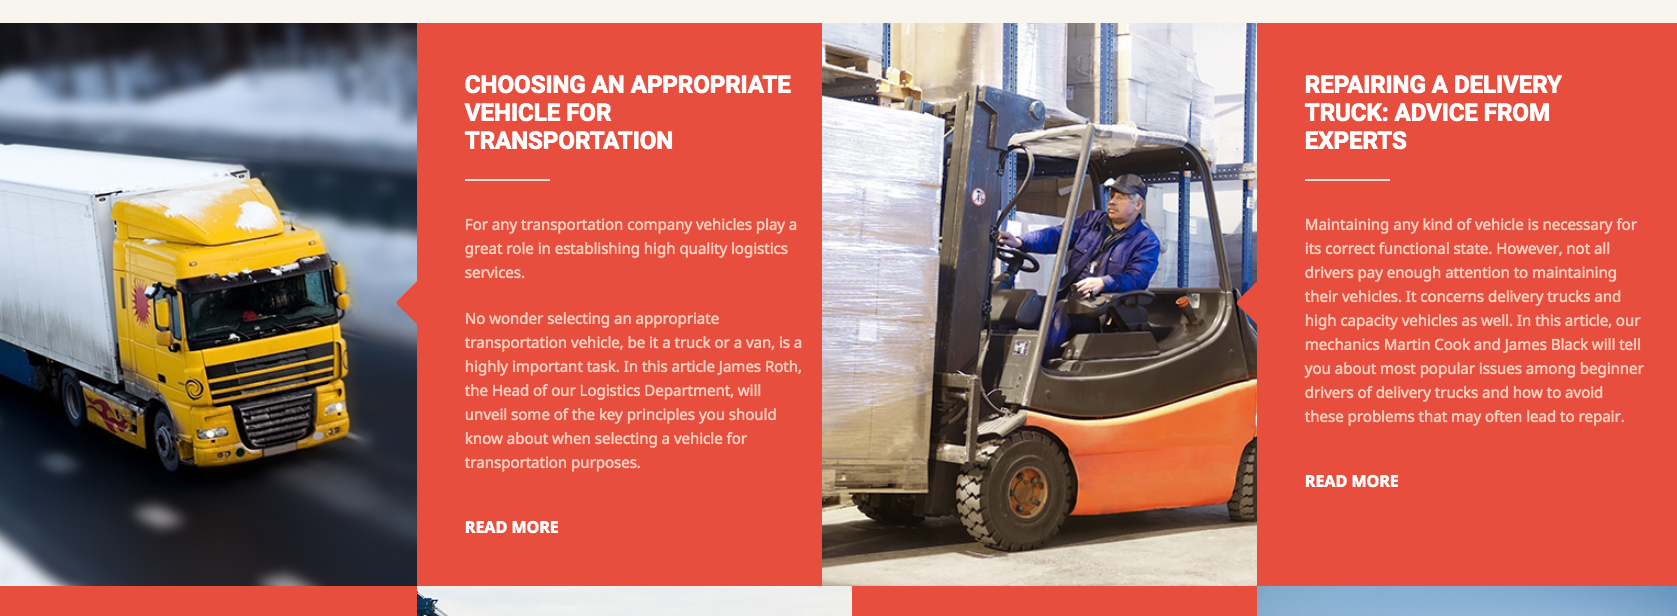 CHOOSING AN APPROPRIATE
VEHICLE FOR
TRANSPORTATION
For any transportation company vehicles play a
great role in establishing high quality logistics
services.
No wonder selecting an appropriate
transportation vehicle, be it a truck or a van, is a
highly important task. In this article James Roth,
the Head of our Logistics Department, will
unveil some of the key principles you should
know about when selecting a vehicle for
transportation purposes.
READ MORE
REPAIRING A DELIVERY
TRUCK: ADVICE FROM
EXPERTS
Maintaining any kind of vehicle is necessary for
its correct functional state. However, not all
drivers pay enough attention to maintaining
their vehicles. It concerns delivery trucks and
high capacity vehicles as well. In this article, our
mechanics Martin Cook and James Black will tell
you about most popular issues among beginner
drivers of delivery trucks and how to avoid
these problems that may often lead to repair.
READ MORE